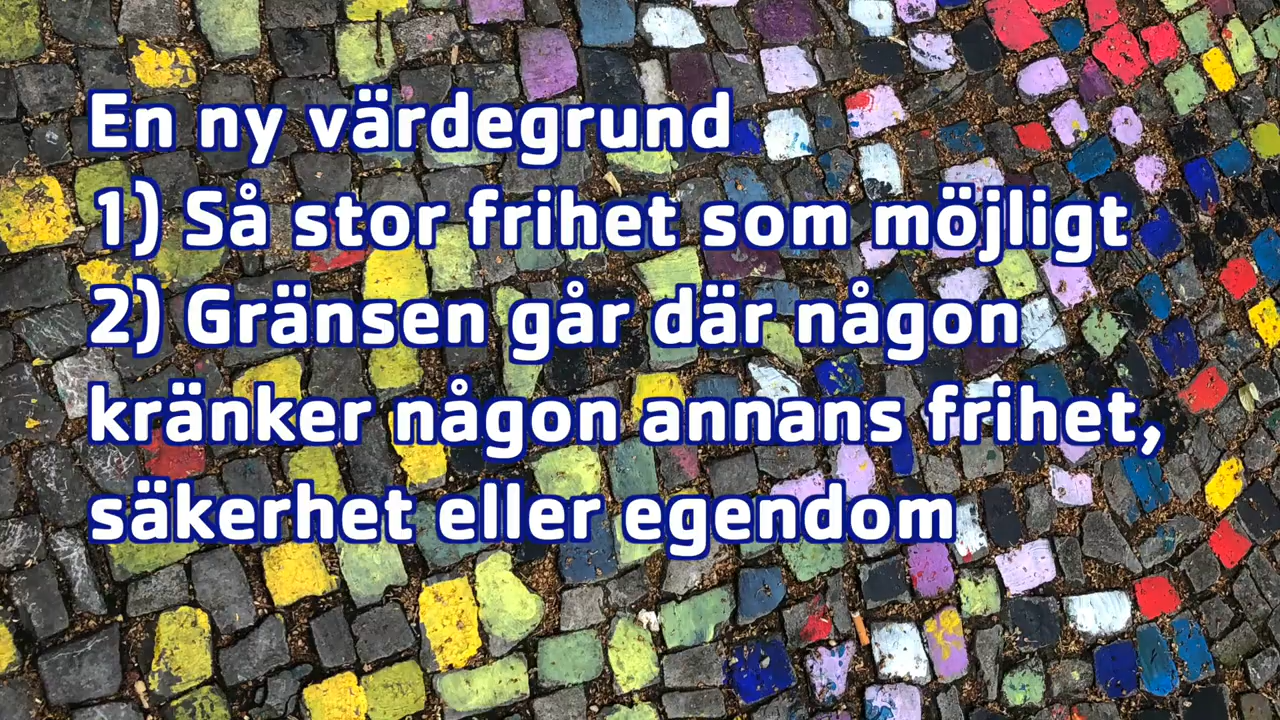 En ny värdegrund
1) Så stor frihet som möjligt
2) Gränsen går där någon
kränker någon annans frihet,
säkerhet eller egendom